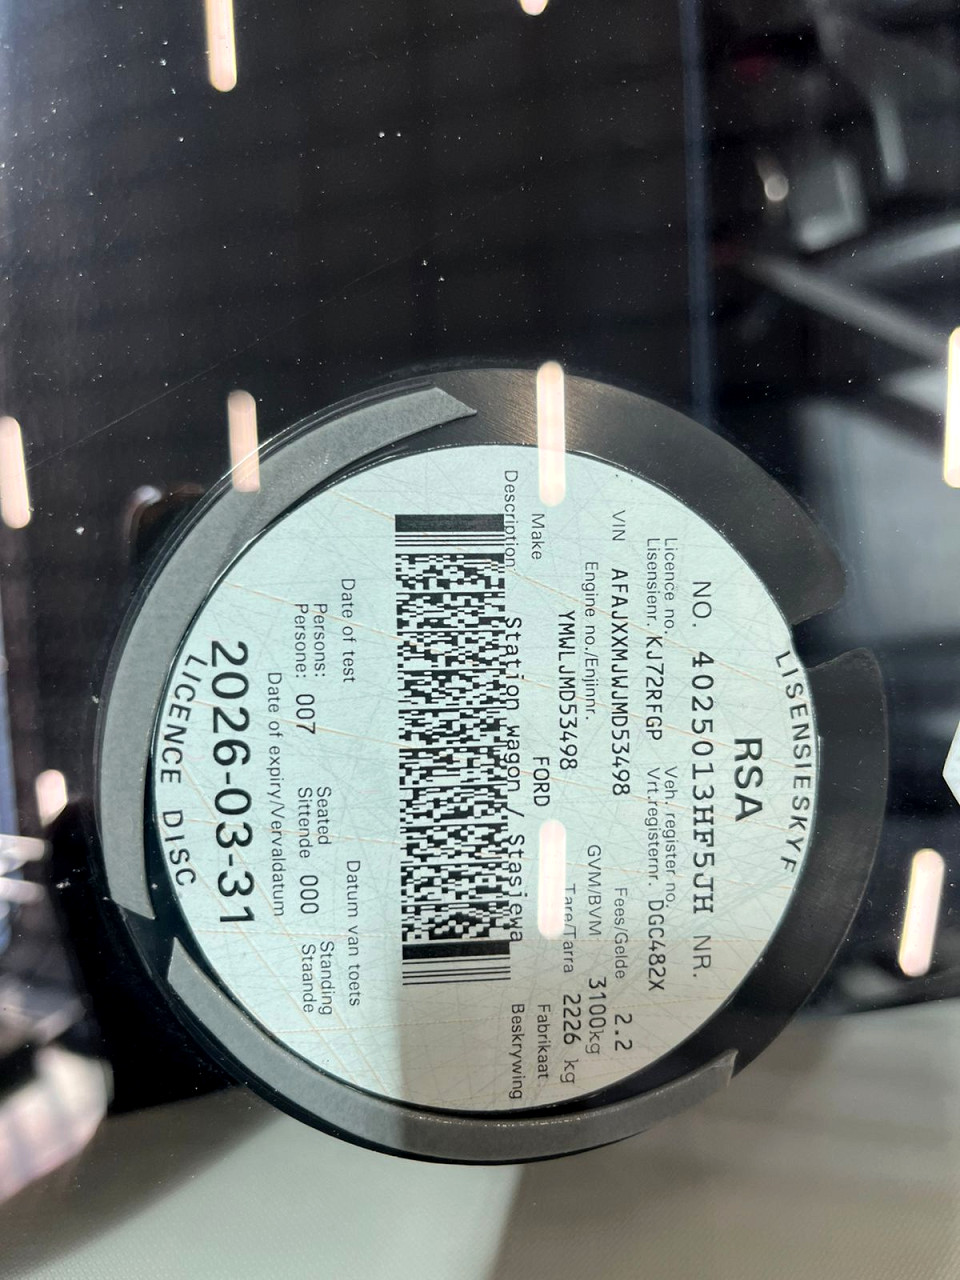 LISENSIESKYF
RSA
NO. 4025013HF5JH NR.
Licence no. Veh. register no.
Lisensienr. KJ72RFGP Vrt.registernr. DGC482X
VIN AFAJXXMJWJMD53498 Fees/Gelde 2.2
Engine no./Enjinnr. GVM/BVM 3100kg
YMWLJMD53498 Tare/Tarra 2226 kg
Make FORD Fabrikaat
Description Station wagon / Stasiewa Beskrywing
Date of test Datum van toets
Persons: Seated Standing
Persone: 007 Sittende 000 Staande
Date of expiry/Vervaldatum
2026-03-31
LICENCE DISC